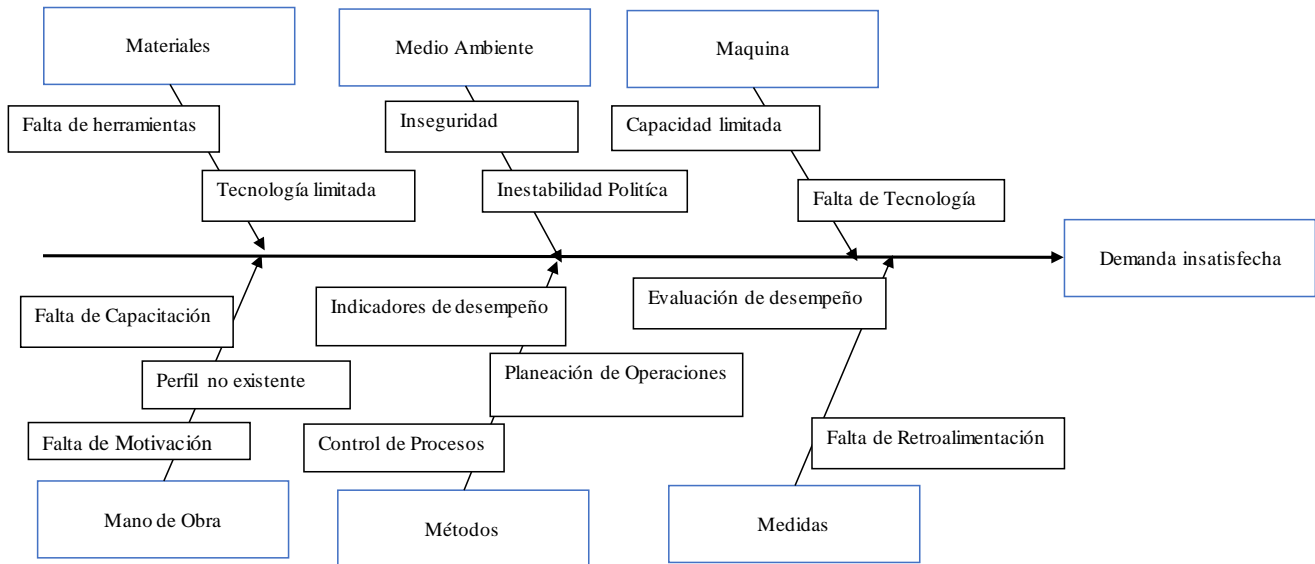 Materiales
Medio Ambiente
Maquina
Falta de herramientas
Inseguridad
Capacidad limitada
Tecnología limitada
Inestabilidad Politíca
Falta de Tecnología
Demanda insatisfecha
Falta de Capacitación
Indicadores de desempeño
Evaluación de desempeño
Perfil no existente
Planeación de Operaciones
Falta de Motivación
Control de Procesos
Falta de Retroalimentación
Mano de Obra
Métodos
Medidas